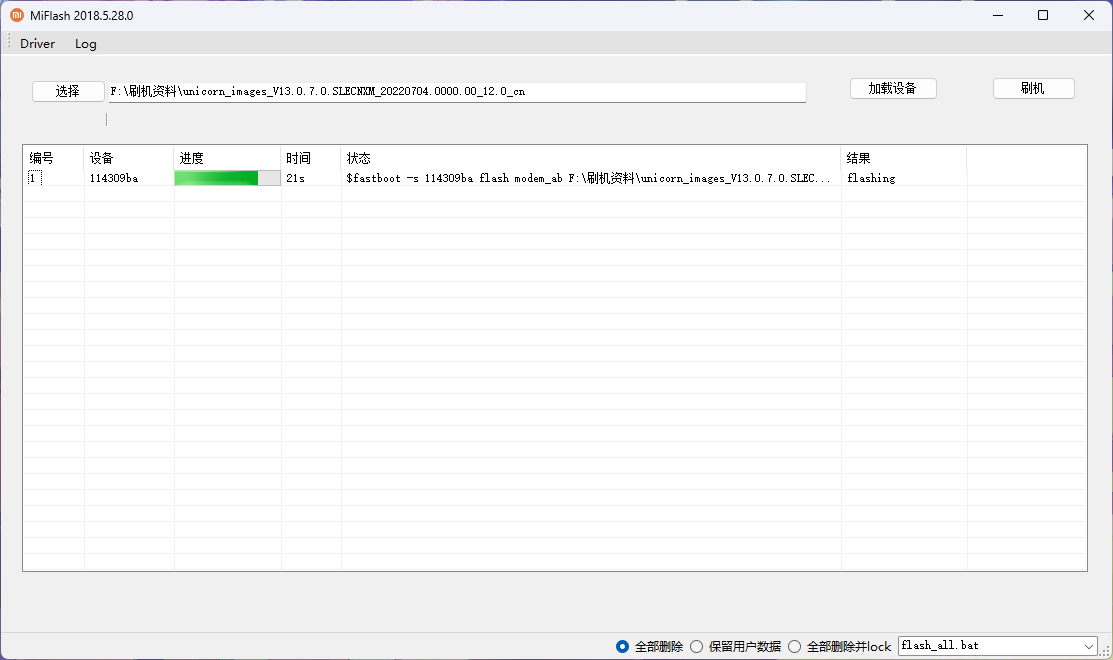 MiFlash 2018.5.28.0
Driver Log
选择 F:\刷机资料\unicorn_images_V13.0.7.0.SLECNXM_20220704.0000.00_12.0_cn 加载设备 刷机
编号 设备 进度 时间 状态 结果
1 114309ba 21s $fastboot -s 114309ba flash modem_ab F:\刷机资料\unicorn_images_V13.0.7.0.SLEC... flashing
全部删除 保留用户数据 全部删除并lock flash_all.bat